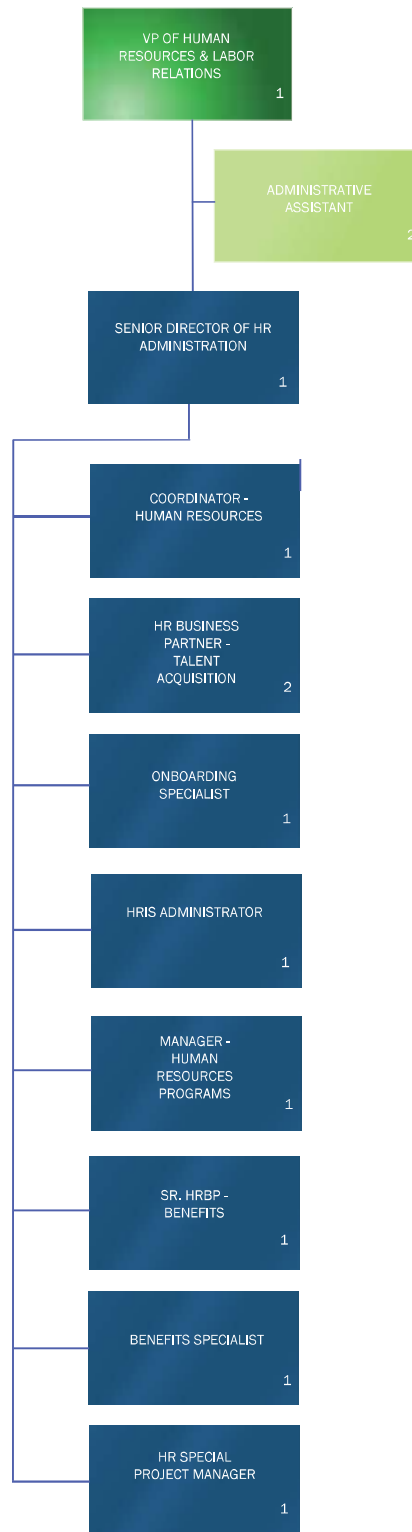 VP OF HUMAN
RESOURCES & LABOR
RELATIONS
1
ADMINISTRATIVE
ASSISTANT
2
SENIOR DIRECTOR OF HR
ADMINISTRATION
1
COORDINATOR -
HUMAN RESOURCES
1
HR BUSINESS
PARTNER -
TALENT
ACQUISITION
2
ONBOARDING
SPECIALIST
1
HRIS ADMINISTRATOR
1
MANAGER -
HUMAN
RESOURCES
PROGRAMS
1
SR. HRBP -
BENEFITS
1
BENEFITS SPECIALIST
1
HR SPECIAL
PROJECT MANAGER
1